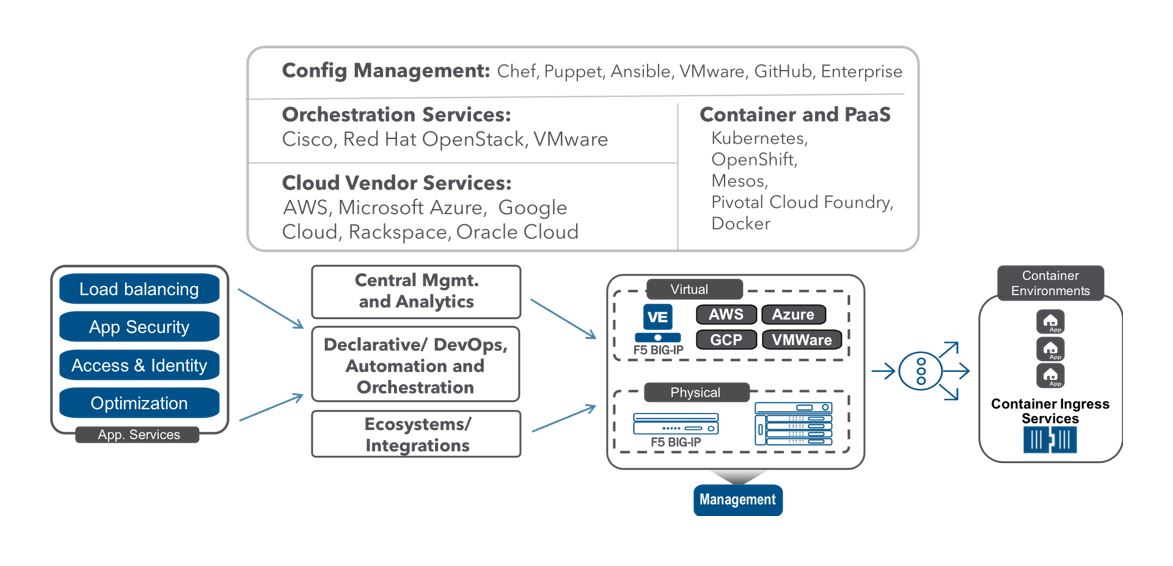 Config Management: Chef, Puppet, Ansible, VMware, GitHub, Enterprise
Orchestration Services:
Cisco, Red Hat OpenStack, VMware
Cloud Vendor Services:
AWS, Microsoft Azure, Google
Cloud, Rackspace, Oracle Cloud
Container and PaaS
Kubernetes,
OpenShift,
Mesos,
Pivotal Cloud Foundry,
Docker
Load balancing
App Security
Access & Identity
Optimization
App. Services
Central Mgmt.
and Analytics
Declarative/ DevOps,
Automation and
Orchestration
Ecosystems/
Integrations
Virtual
VE
F5 BIG-IP
AWS
Azure
GCP
VMWare
Physical
F5 BIG-IP
Management
Container
Environments
App
App
App
Container Ingress
Services